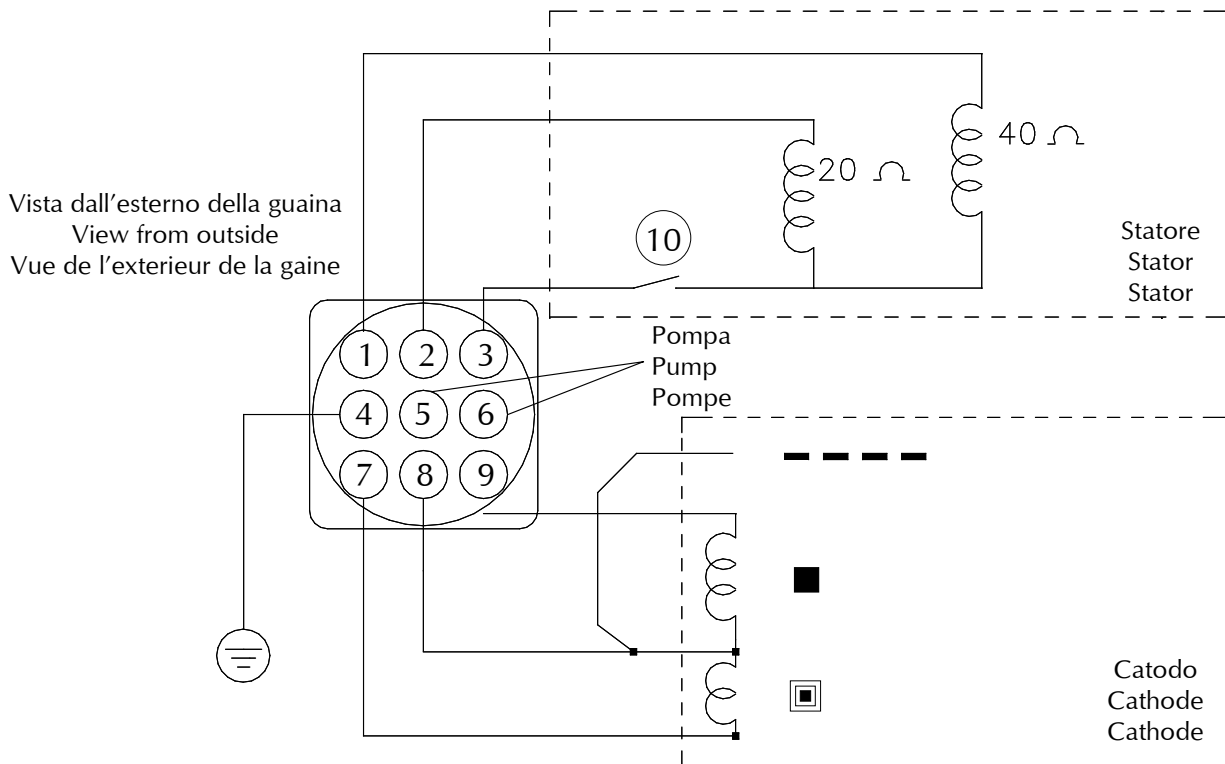 40 Ω
20 Ω
Vista dall'esterno della guaina
View from outside
Vue de l'exterieur de la gaine
10
Statore
Stator
Stator
Pompa
Pump
Pompe
1 2 3
4 5 6
7 8 9
Catodo
Cathode
Cathode